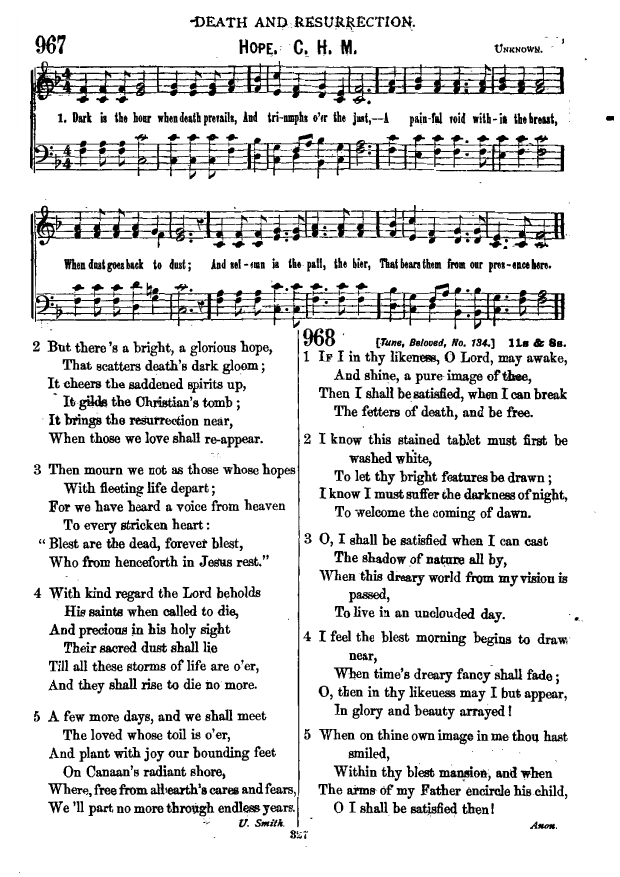 DEATH AND RESURRECTION.
967
HOPE. C. H. M.
UNKNOWN.
1. Dark is the hour when death prevails, And tri-umphs o'er the just,—A pain-ful void with-in the breast,
When dust goes back to dust; And sol-emn is the pall, the bier, That bears them from our pres-ence here.
2 But there's a bright, a glorious hope,
That scatters death's dark gloom;
It cheers the saddened spirits up,
It gilds the Christian's tomb;
It brings the resurrection near,
When those we love shall re-appear.
3 Then mourn we not as those whose hopes
With fleeting life depart;
For we have heard a voice from heaven
To every stricken heart:
"Blest are the dead, forever blest,
Who from henceforth in Jesus rest."
4 With kind regard the Lord beholds
His saints when called to die,
And precious in his holy sight
Their sacred dust shall lie
Till all these storms of life are o'er,
And they shall rise to die no more.
5 A few more days, and we shall meet
The loved whose toil is o'er,
And plant with joy our bounding feet
On Canaan's radiant shore,
Where, free from all earth's cares and fears,
We'll part no more through endless years.
U. Smith.
968
[Tune, Beloved, No. 134.] 11s & 8s.
1 IF I in thy likeness, O Lord, may awake,
And shine, a pure image of thee,
Then I shall be satisfied, when I can break
The fetters of death, and be free.
2 I know this stained tablet must first be
washed white,
To let thy bright features be drawn;
I know I must suffer the darkness of night,
To welcome the coming of dawn.
3 O, I shall be satisfied when I can cast
The shadow of nature all by,
When this dreary world from my vision is
passed,
To live in an unclouded day.
4 I feel the blest morning begins to draw
near,
When time's dreary fancy shall fade;
O, then in thy likeuess may I but appear,
In glory and beauty arrayed!
5 When on thine own image in me thou hast
smiled,
Within thy blest mansion, and when
The arms of my Father encircle his child,
O I shall be satisfied then!
Anon.
327